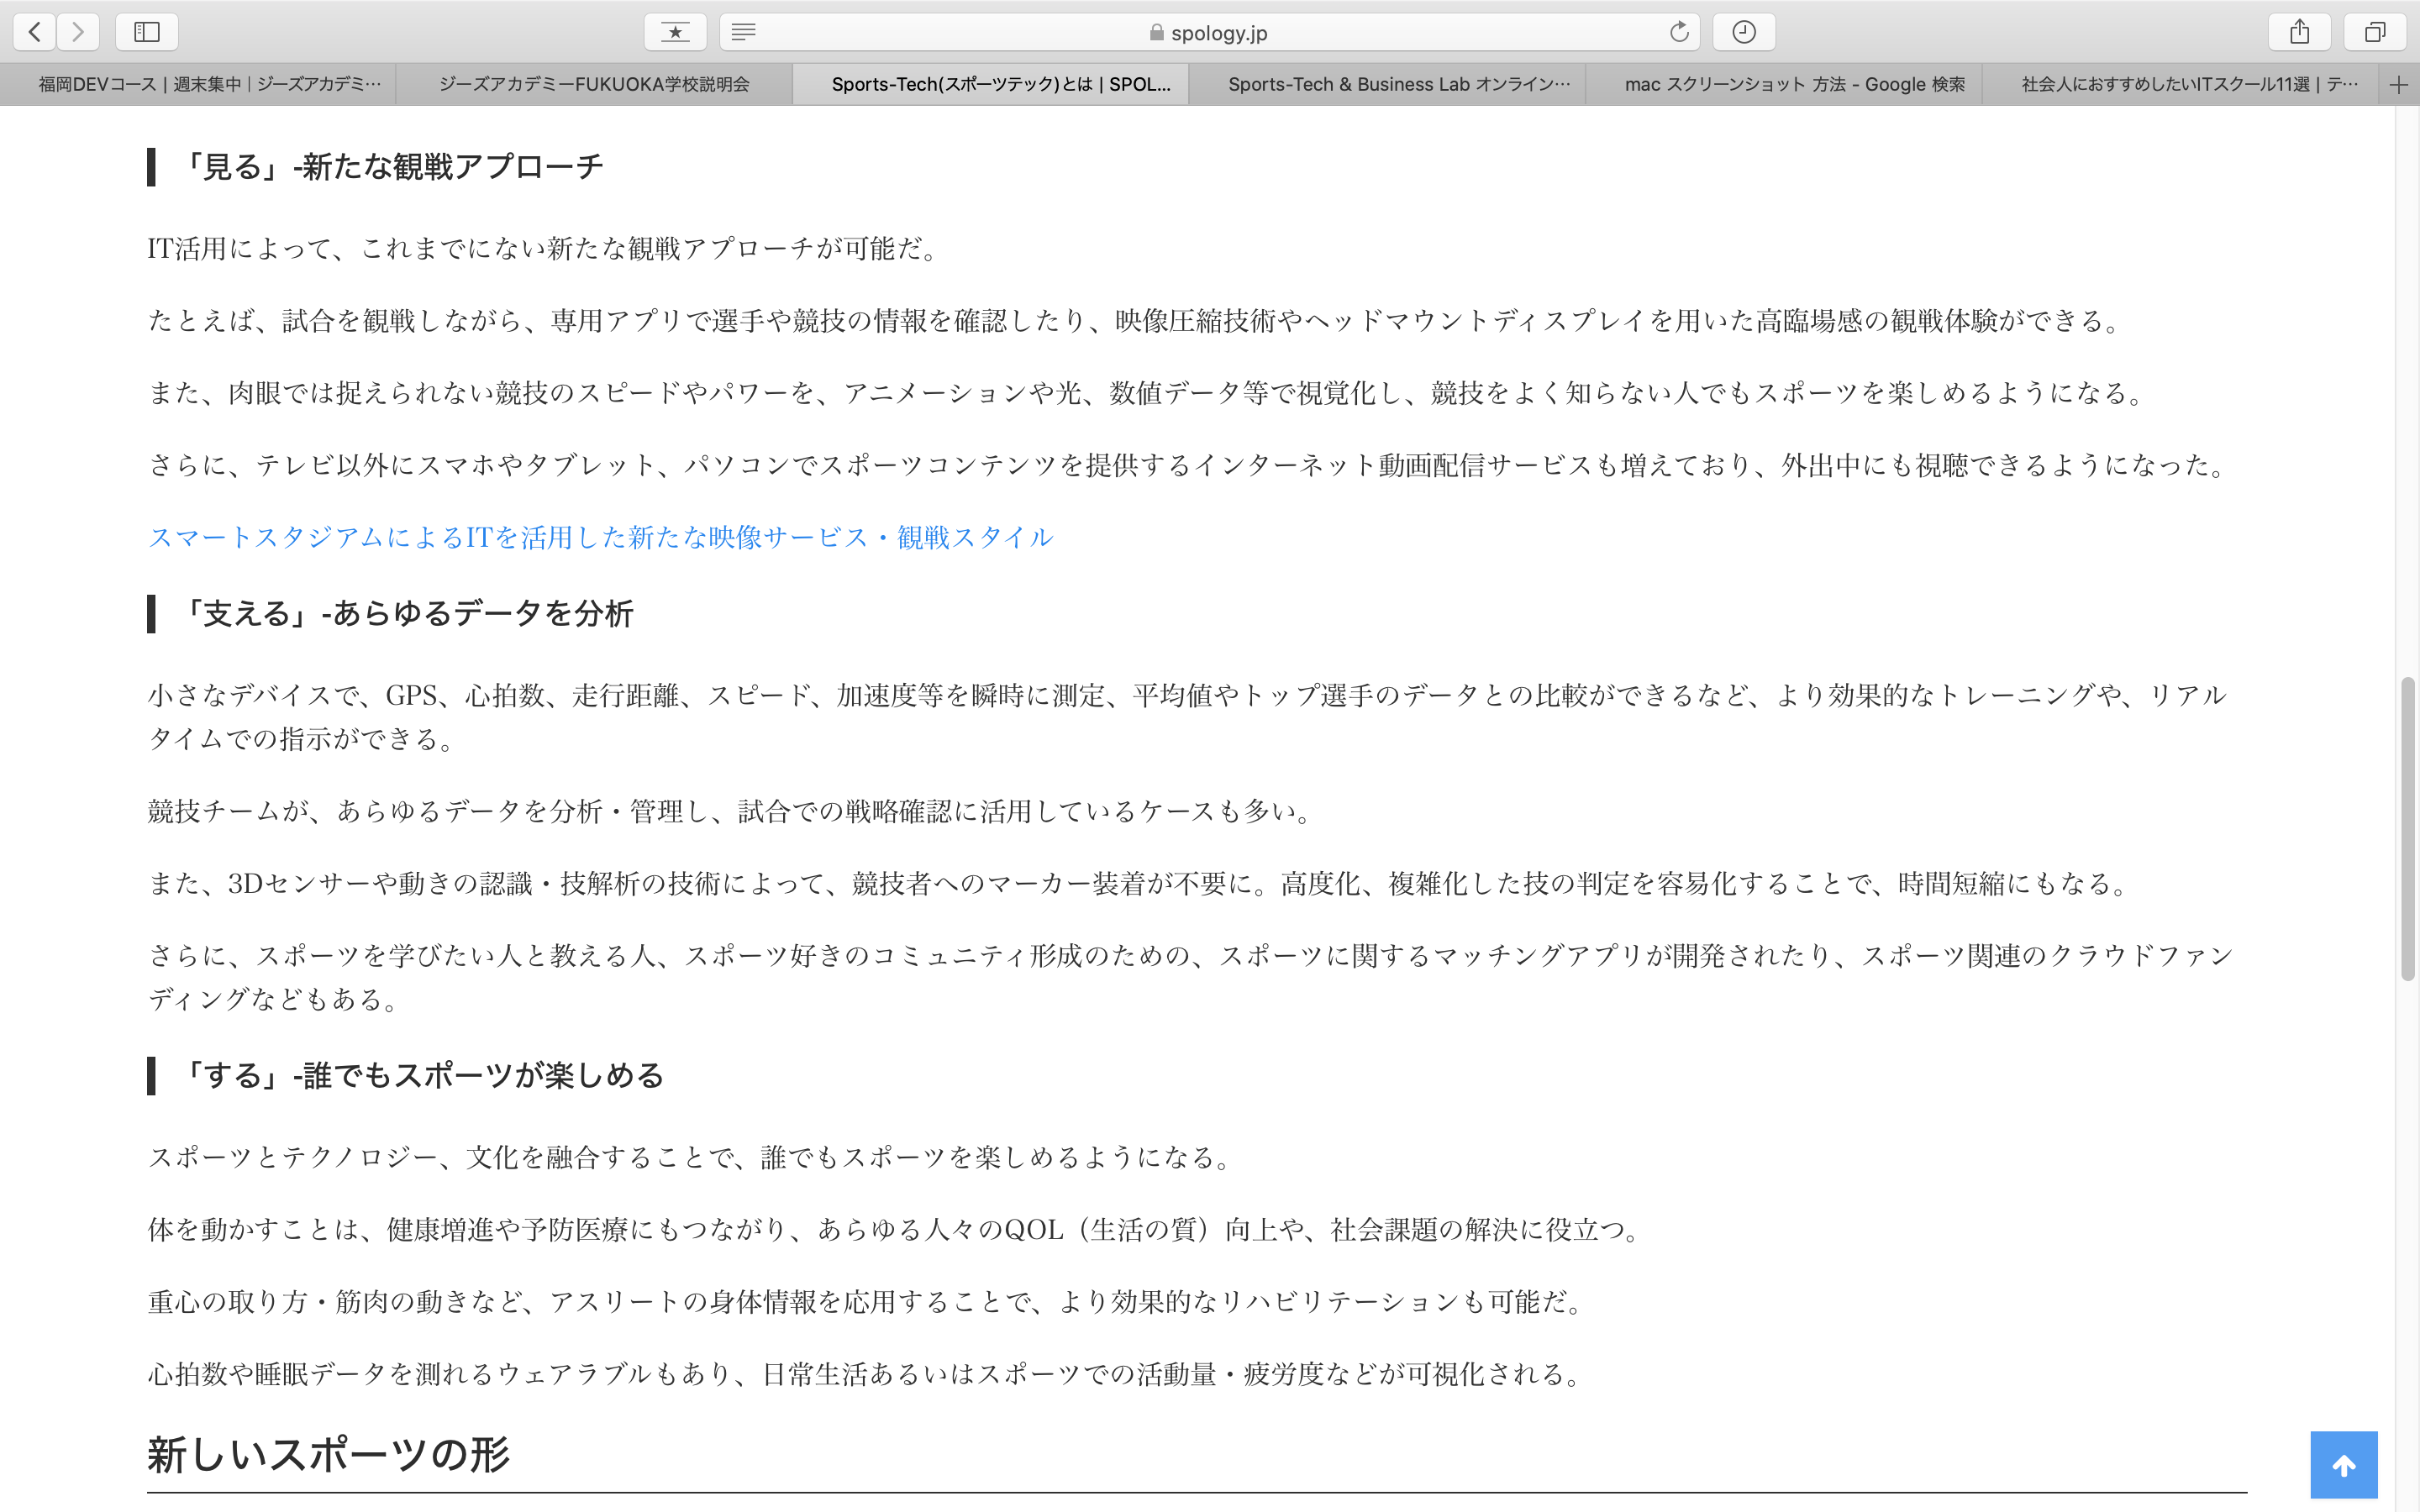 spology.jp
福岡DEVコース | 週末集中 | ジーズアカデミ…
ジーズアカデミーFUKUOKA学校説明会
Sports-Tech(スポーツテック)とは | SPOL...
Sports-Tech & Business Lab オンライン…
mac スクリーンショット 方法 - Google 検索
社会人におすすめしたいITスクール11選 | テ…
「見る」-新たな観戦アプローチ
IT活用によって、これまでにない新たな観戦アプローチが可能だ。
たとえば、試合を観戦しながら、専用アプリで選手や競技の情報を確認したり、映像圧縮技術やヘッドマウントディスプレイを用いた高臨場感の観戦体験ができる。
また、肉眼では捉えられない競技のスピードやパワーを、アニメーションや光、数値データ等で視覚化し、競技をよく知らない人でもスポーツを楽しめるようになる。
さらに、テレビ以外にスマホやタブレット、パソコンでスポーツコンテンツを提供するインターネット動画配信サービスも増えており、外出中にも視聴できるようになった。
スマートスタジアムによるITを活用した新たな映像サービス・観戦スタイル
「支える」-あらゆるデータを分析
小さなデバイスで、GPS、心拍数、走行距離、スピード、加速度等を瞬時に測定、平均値やトップ選手のデータとの比較ができるなど、より効果的なトレーニングや、リアル
タイムでの指示ができる。
競技チームが、あらゆるデータを分析・管理し、試合での戦略確認に活用しているケースも多い。
また、3Dセンサーや動きの認識・技解析の技術によって、競技者へのマーカー装着が不要に。高度化、複雑化した技の判定を容易化することで、時間短縮にもなる。
さらに、スポーツを学びたい人と教える人、スポーツ好きのコミュニティ形成のための、スポーツに関するマッチングアプリが開発されたり、スポーツ関連のクラウドファン
ディングなどもある。
「する」-誰でもスポーツが楽しめる
スポーツとテクノロジー、文化を融合することで、誰でもスポーツを楽しめるようになる。
体を動かすことは、健康増進や予防医療にもつながり、あらゆる人々のQOL（生活の質）向上や、社会課題の解決に役立つ。
重心の取り方・筋肉の動きなど、アスリートの身体情報を応用することで、より効果的なリハビリテーションも可能だ。
心拍数や睡眠データを測れるウェアラブルもあり、日常生活あるいはスポーツでの活動量・疲労度などが可視化される。
新しいスポーツの形